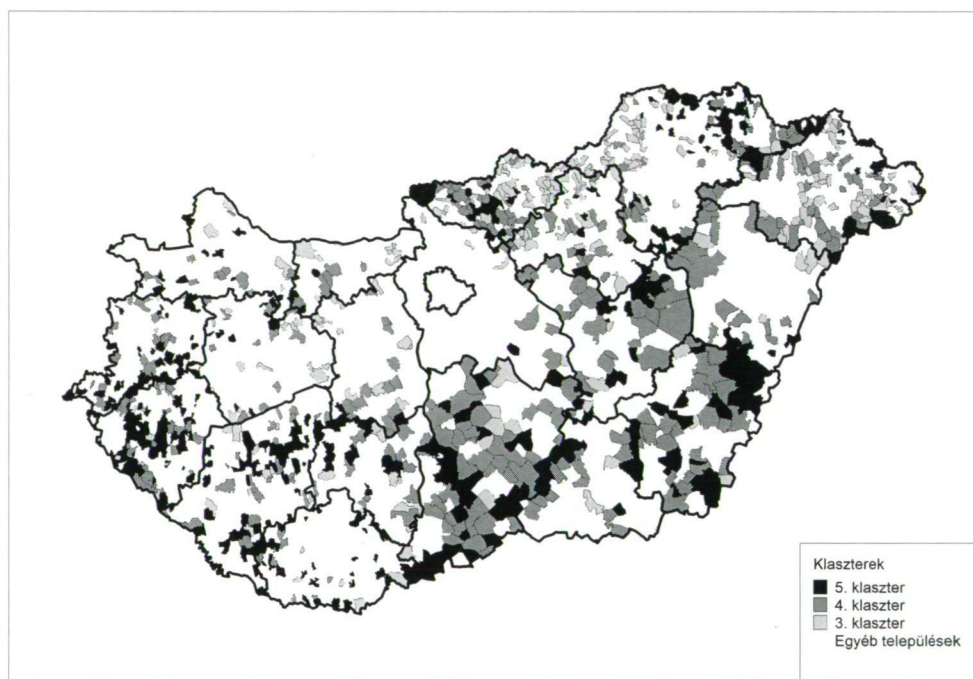 Klaszterek
5. klaszter
4. klaszter
3. klaszter
Egyéb települések